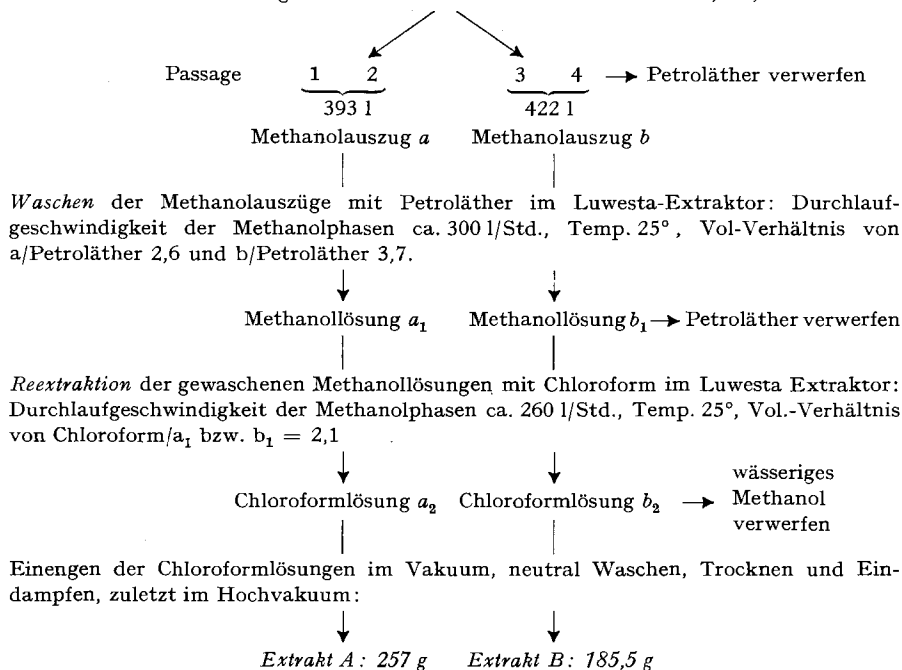 Passage 1 2 3 4 → Petroläther verwerfen
393 l 422 l
Methanolauszug a Methanolauszug b
Waschen der Methanolauszüge mit Petroläther im Luwesta-Extraktor: Durchlauf-
geschwindigkeit der Methanolphasen ca. 300 l/Std., Temp. 25°, Vol-Verhältnis von
a/Petroläther 2,6 und b/Petroläther 3,7.
Methanollösung a₁ Methanollösung b₁ → Petroläther verwerfen
Reextraktion der gewaschenen Methanollösungen mit Chloroform im Luwesta Extraktor:
Durchlaufgeschwindigkeit der Methanolphasen ca. 260 l/Std., Temp. 25°, Vol.-Verhältnis
von Chloroform/a₁ bzw. b₁ = 2,1
wässeriges
Chloroformlösung a₂ Chloroformlösung b₂ → Methanol
verwerfen
Einengen der Chloroformlösungen im Vakuum, neutral Waschen, Trocknen und Ein-
dampfen, zuletzt im Hochvakuum:
Extrakt A: 257 g Extrakt B: 185,5 g